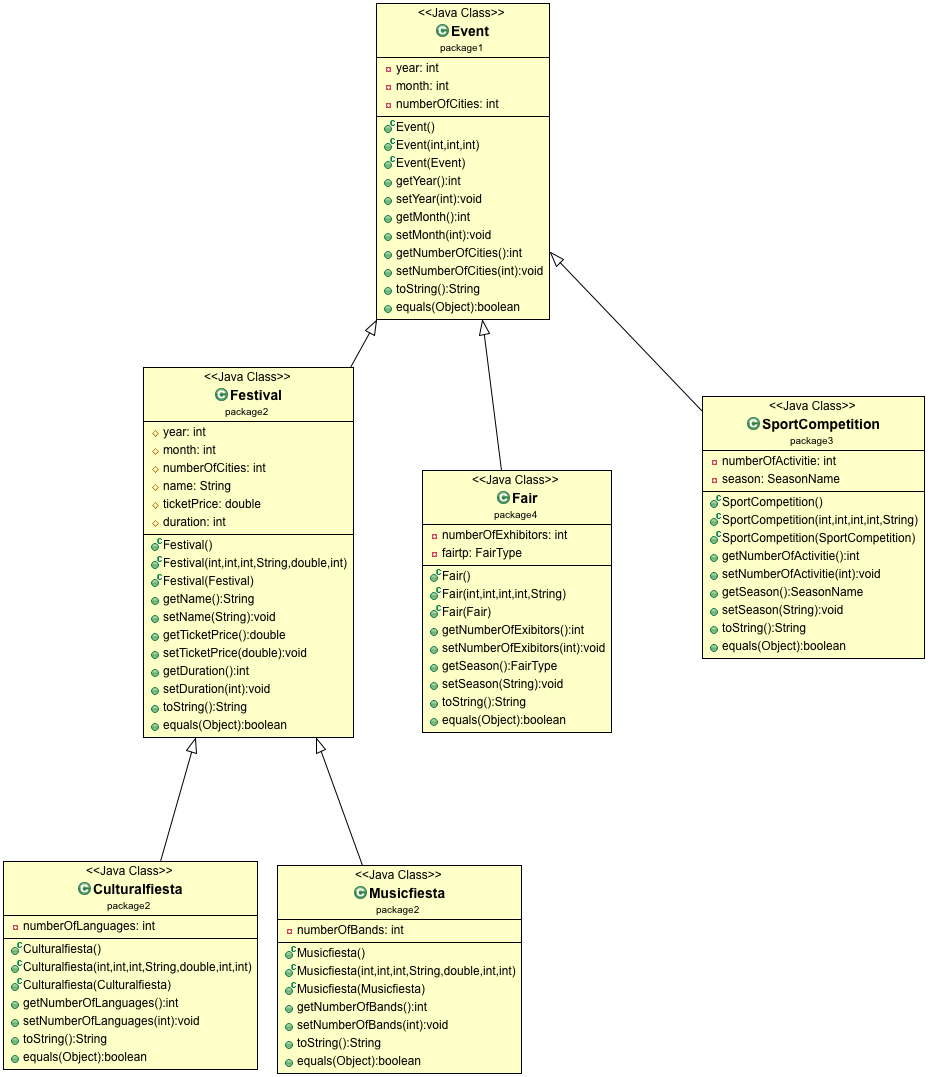 <<Java Class>>
Event
package1
year: int
month: int
numberOfCities: int
Event()
Event(int,int,int)
Event(Event)
getYear():int
setYear(int):void
getMonth():int
setMonth(int):void
getNumberOfCities():int
setNumberOfCities(int):void
toString():String
equals(Object):boolean
<<Java Class>>
Festival
package2
year: int
month: int
numberOfCities: int
name: String
ticketPrice: double
duration: int
Festival()
Festival(int,int,int,String,double,int)
Festival(Festival)
getName():String
setName(String):void
getTicketPrice():double
setTicketPrice(double):void
getDuration():int
setDuration(int):void
toString():String
equals(Object):boolean
<<Java Class>>
Fair
package4
numberOfExhibitors: int
fairtp: FairType
Fair()
Fair(int,int,int,int,String)
Fair(Fair)
getNumberOfExibitors():int
setNumberOfExibitors(int):void
getSeason():FairType
setSeason(String):void
toString():String
equals(Object):boolean
<<Java Class>>
SportCompetition
package3
numberOfActivitie: int
season: SeasonName
SportCompetition()
SportCompetition(int,int,int,int,String)
SportCompetition(SportCompetition)
getNumberOfActivitie():int
setNumberOfActivitie(int):void
getSeason():SeasonName
setSeason(String):void
toString():String
equals(Object):boolean
<<Java Class>>
Culturalfiesta
package2
numberOfLanguages: int
Culturalfiesta()
Culturalfiesta(int,int,int,String,double,int,int)
Culturalfiesta(Culturalfiesta)
getNumberOfLanguages():int
setNumberOfLanguages(int):void
toString():String
equals(Object):boolean
<<Java Class>>
Musicfiesta
package2
numberOfBands: int
Musicfiesta()
Musicfiesta(int,int,int,String,double,int,int)
Musicfiesta(Musicfiesta)
getNumberOfBands():int
setNumberOfBands(int):void
toString():String
equals(Object):boolean